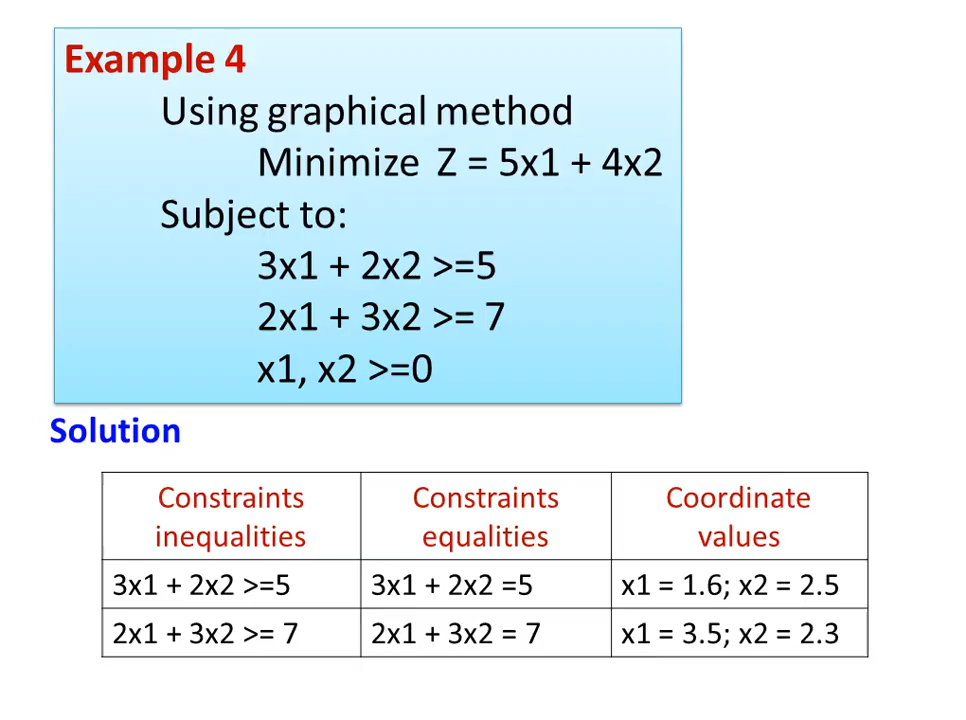 Example 4
Using graphical method
Minimize Z = 5x1 + 4x2
Subject to:
3x1 + 2x2 >=5
2x1 + 3x2 >= 7
x1, x2 >=0
Solution
Constraints inequalities
Constraints equalities
Coordinate values
3x1 + 2x2 >=5
3x1 + 2x2 =5
x1 = 1.6; x2 = 2.5
2x1 + 3x2 >= 7
2x1 + 3x2 = 7
x1 = 3.5; x2 = 2.3